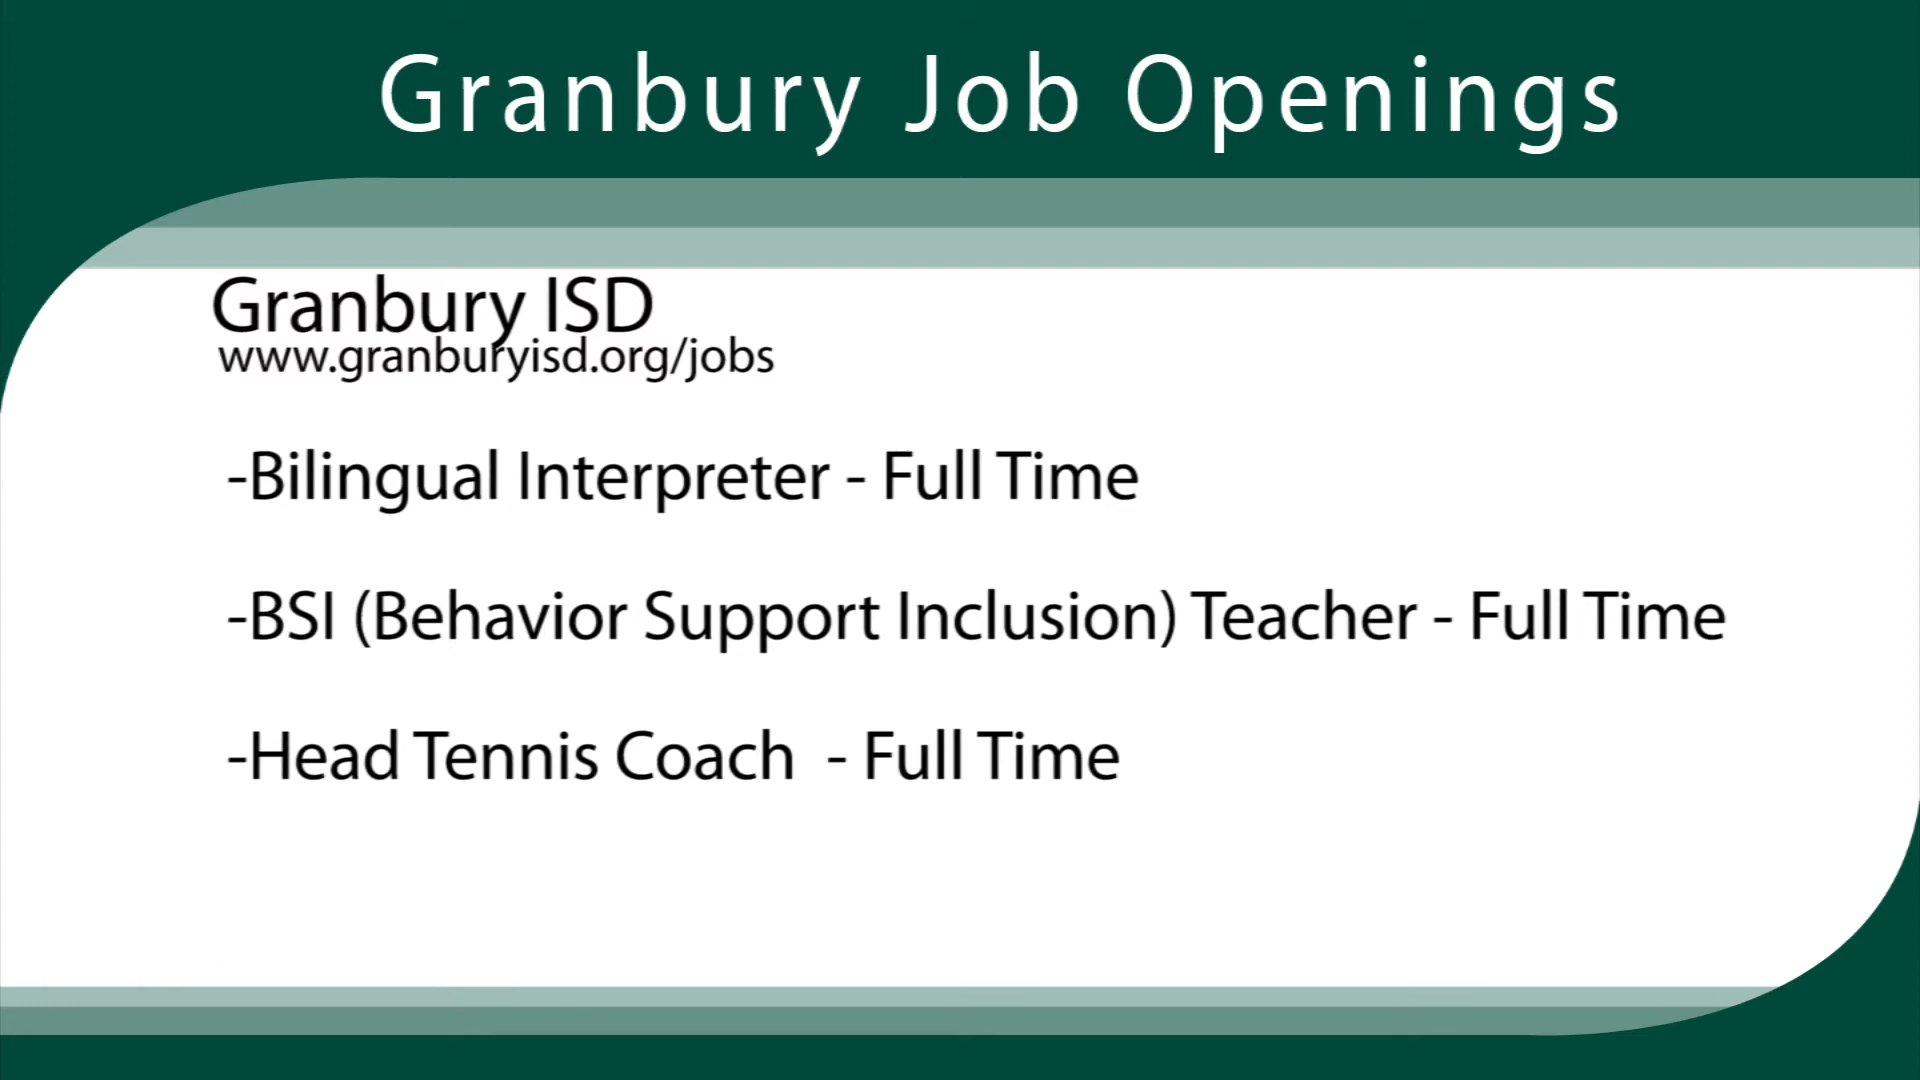 Granbury Job Openings
Granbury ISD
www.granburyisd.org/jobs
-Bilingual Interpreter - Full Time
-BSI (Behavior Support Inclusion) Teacher - Full Time
-Head Tennis Coach  - Full Time